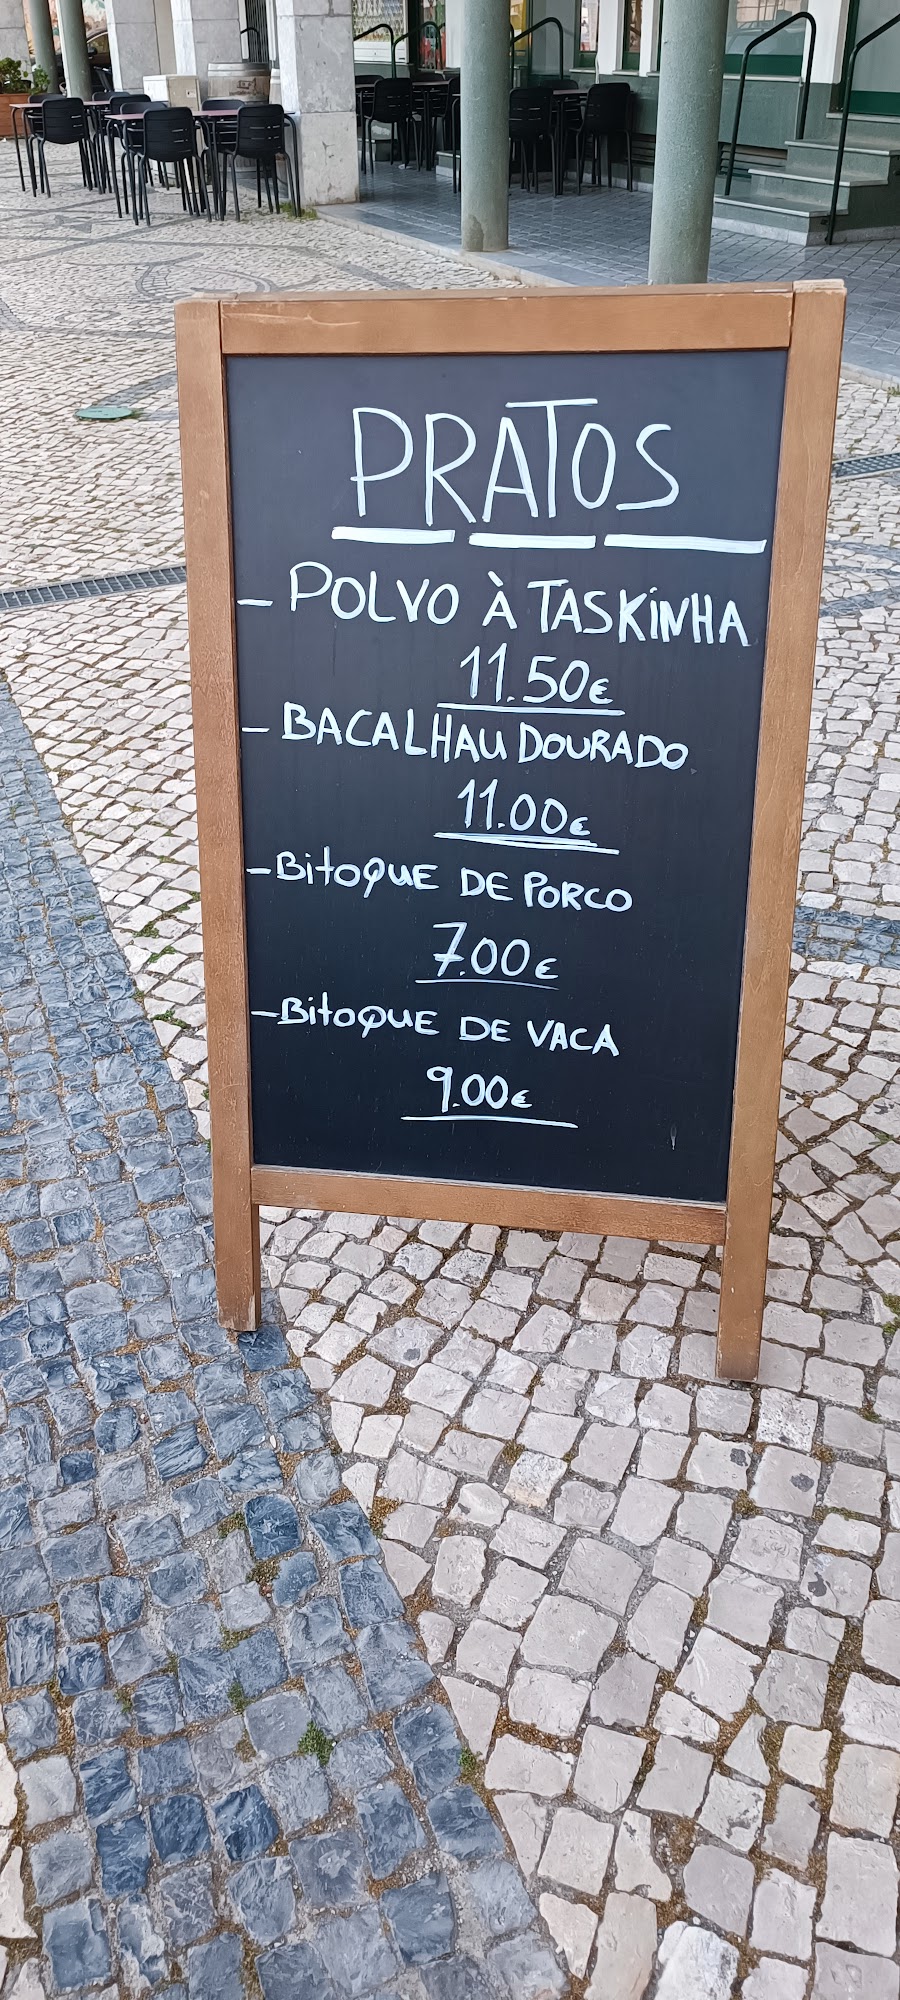 PRATOS
- POLVO À TASKINHA
11.50€
- BACALHAU DOURADO
11.00€
- BitOQUE DE PORCO
7.00€
- BitOQUE DE VACA
9.00€